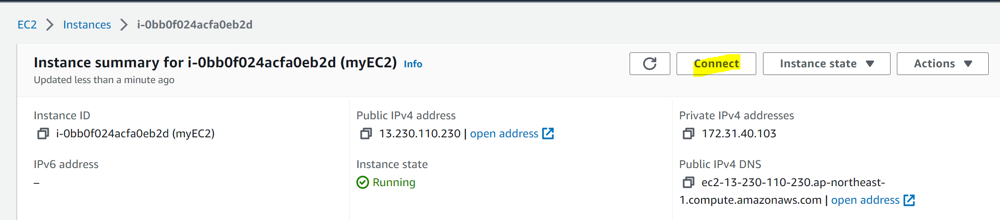 EC2 > Instances > i-0bb0f024acfa0eb2d
Instance summary for i-0bb0f024acfa0eb2d (myEC2) Info
Updated less than a minute ago
Connect
Instance state
Actions
Instance ID
i-0bb0f024acfa0eb2d (myEC2)
Public IPv4 address
13.230.110.230 | open address
Private IPv4 addresses
172.31.40.103
IPv6 address
–
Instance state
Running
Public IPv4 DNS
ec2-13-230-110-230.ap-northeast-
1.compute.amazonaws.com | open address